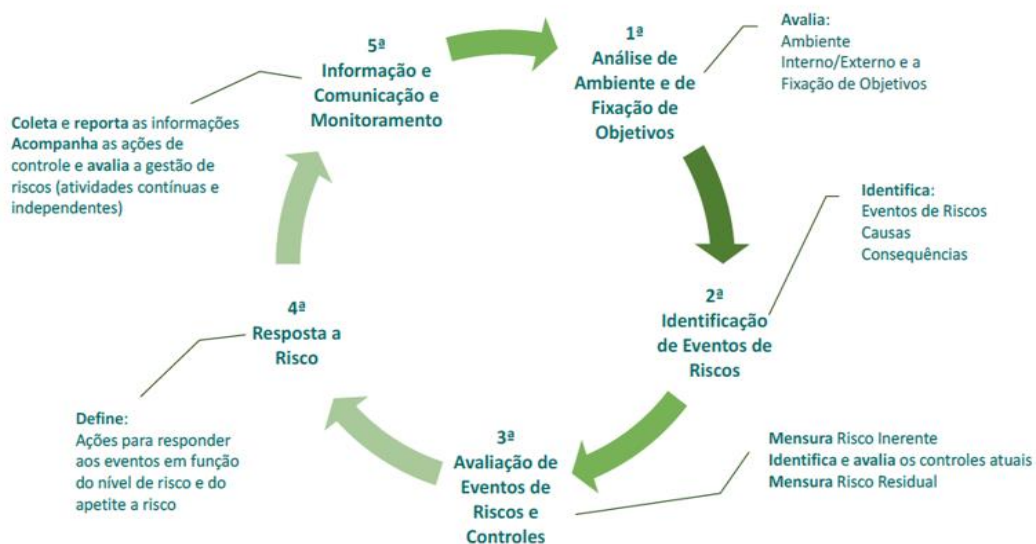 1ª
Análise de
Ambiente e de
Fixação de
Objetivos
Avalia:
Ambiente
Interno/Externo e a
Fixação de Objetivos
2ª
Identificação
de Eventos de
Riscos
Identifica:
Eventos de Riscos
Causas
Consequências
3ª
Avaliação de
Eventos de
Riscos e
Controles
Mensura Risco Inerente
Identifica e avalia os controles atuais
Mensura Risco Residual
4ª
Resposta a
Risco
Define:
Ações para responder
aos eventos em função
do nível de risco e do
apetite a risco
5ª
Informação e
Comunicação e
Monitoramento
Coleta e reporta as informações
Acompanha as ações de
controle e avalia a gestão de
riscos (atividades contínuas e
independentes)